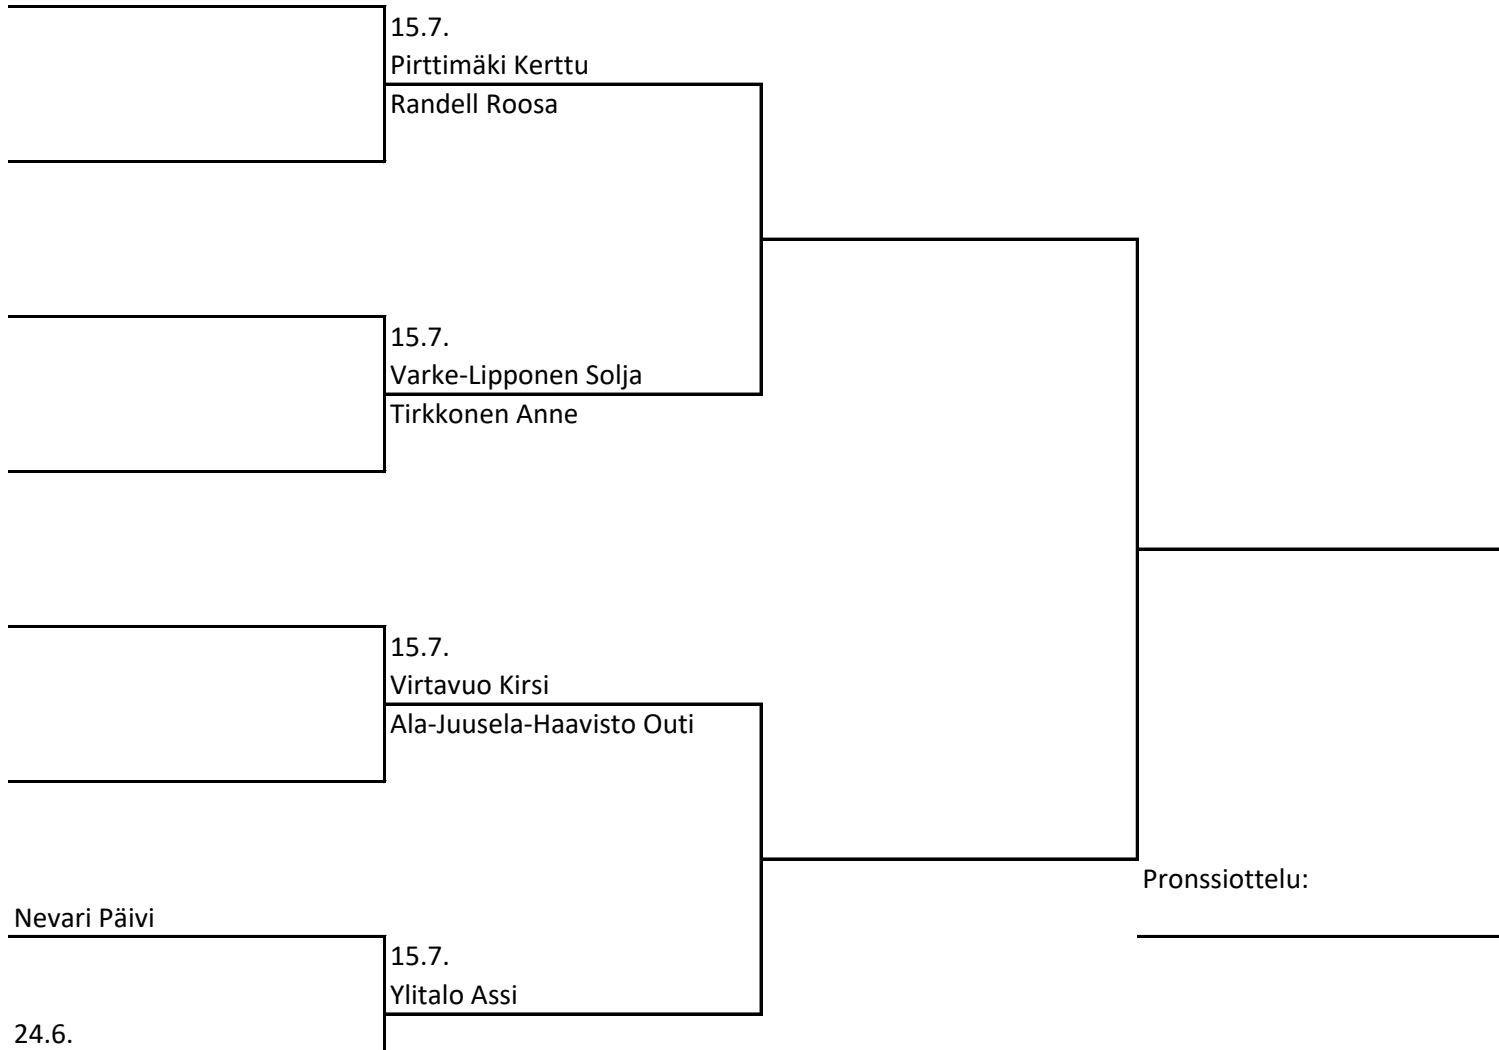 15.7.
Pirttimäki Kerttu
Randell Roosa
15.7.
Varke-Lipponen Solja
Tirkkonen Anne
15.7.
Virtavuo Kirsi
Ala-Juusela-Haavisto Outi
Pronssiottelu:
Nevari Päivi
15.7.
Ylitalo Assi
24.6.